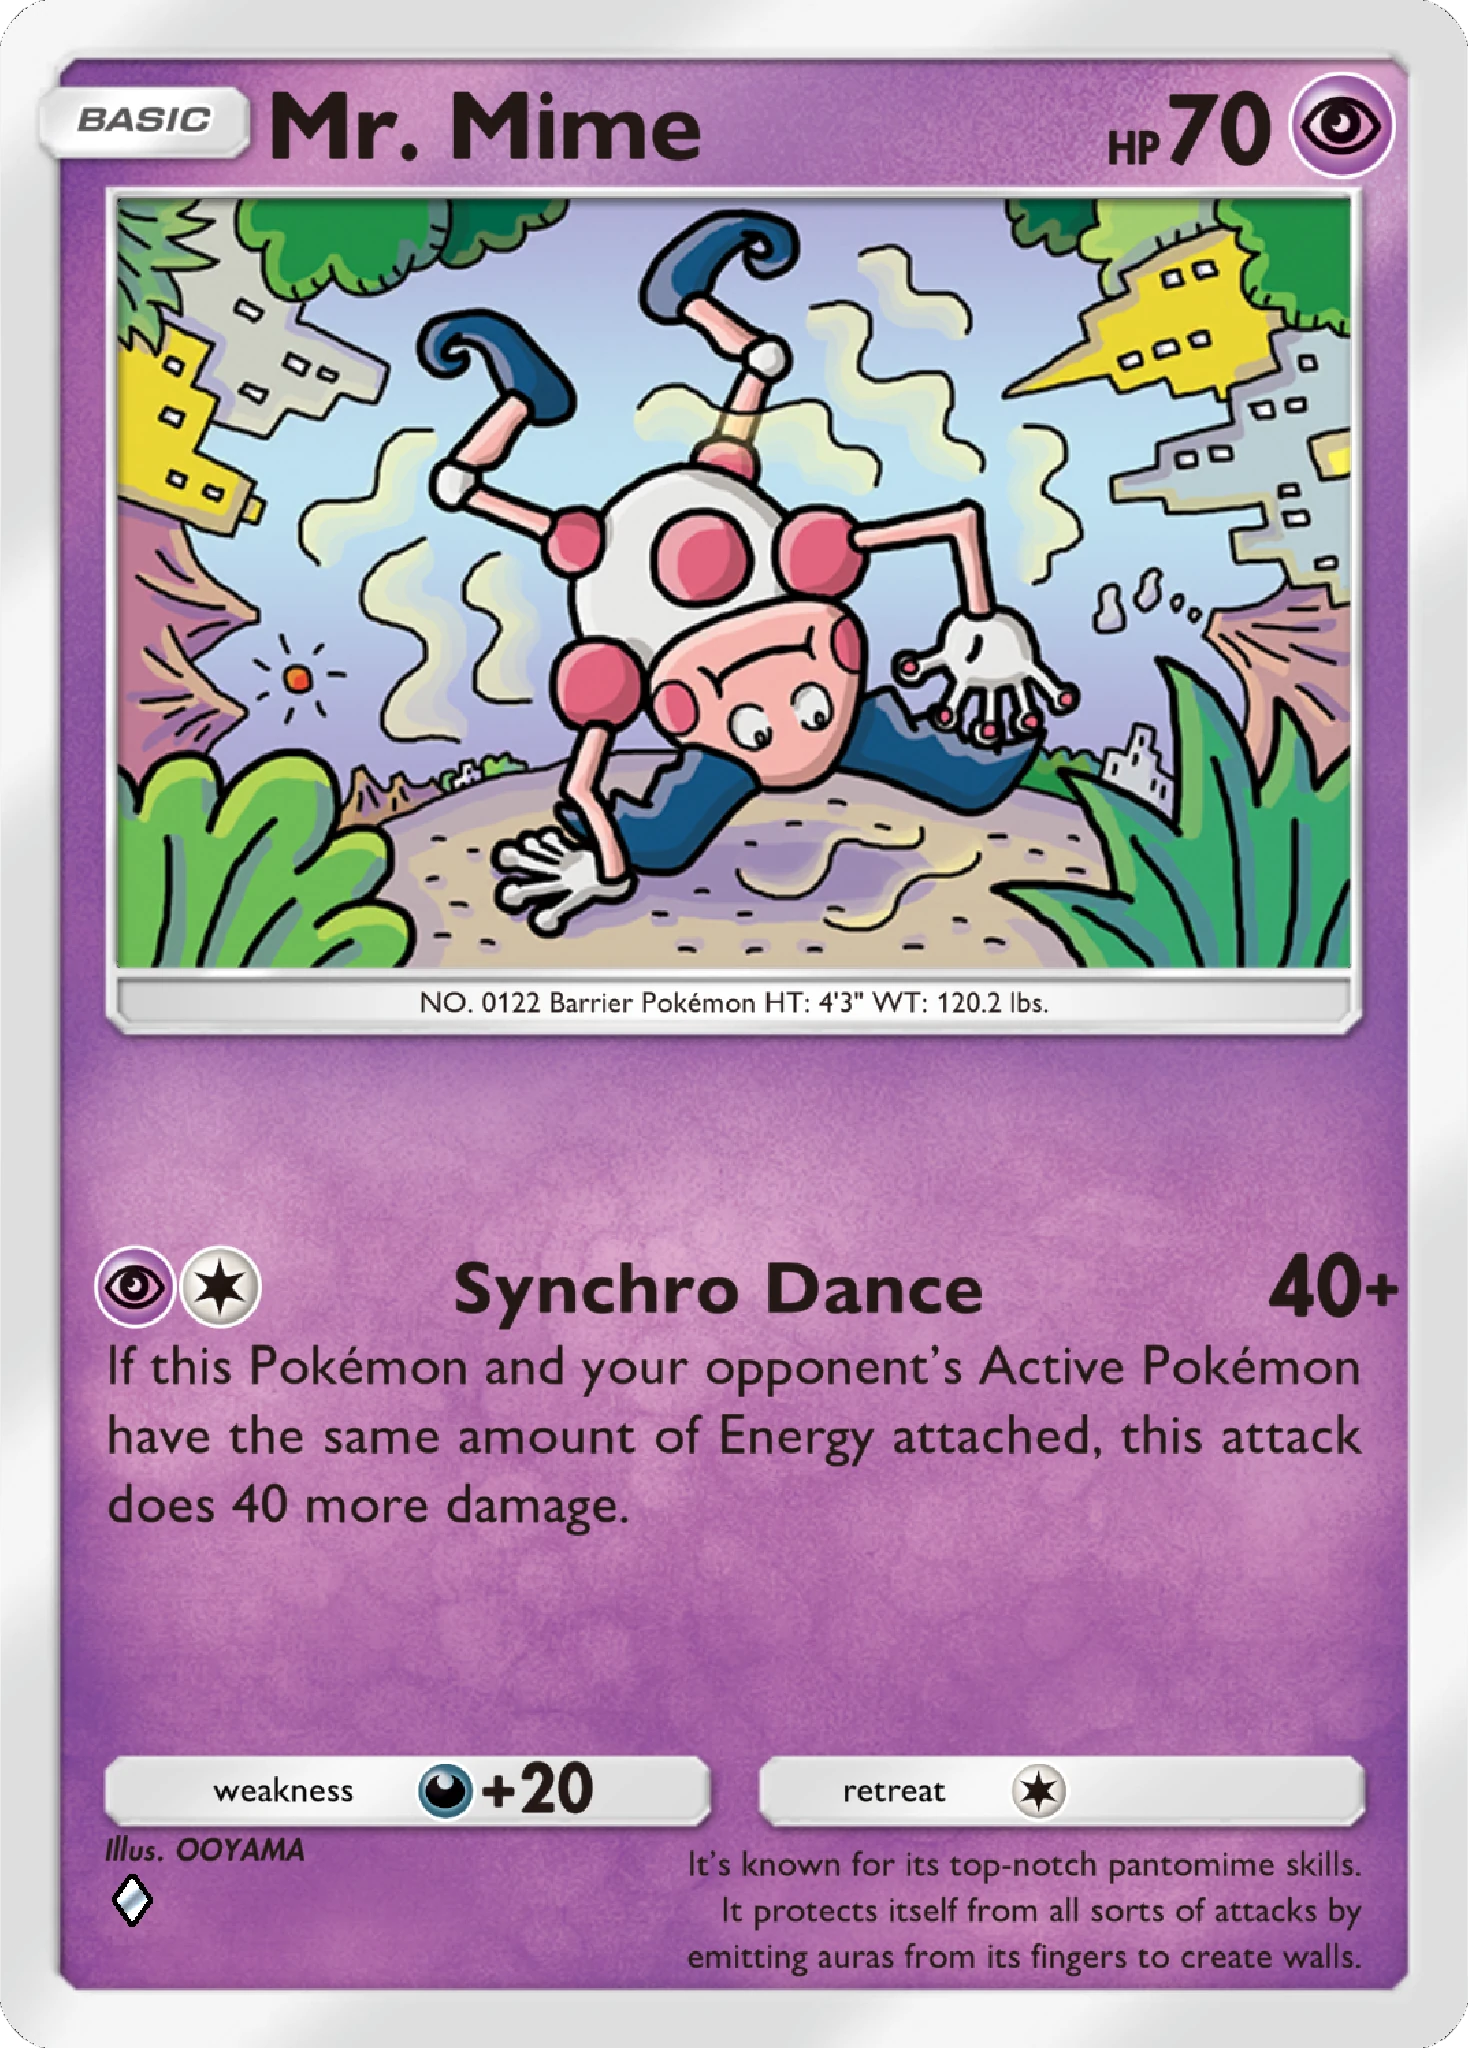 BASIC Mr. Mime HP 70
NO. 0122 Barrier Pokémon HT: 4'3" WT: 120.2 lbs.
Synchro Dance 40+
If this Pokémon and your opponent's Active Pokémon
have the same amount of Energy attached, this attack
does 40 more damage.
weakness +20 retreat
Illus. OOYAMA
It's known for its top-notch pantomime skills.
It protects itself from all sorts of attacks by
emitting auras from its fingers to create walls.